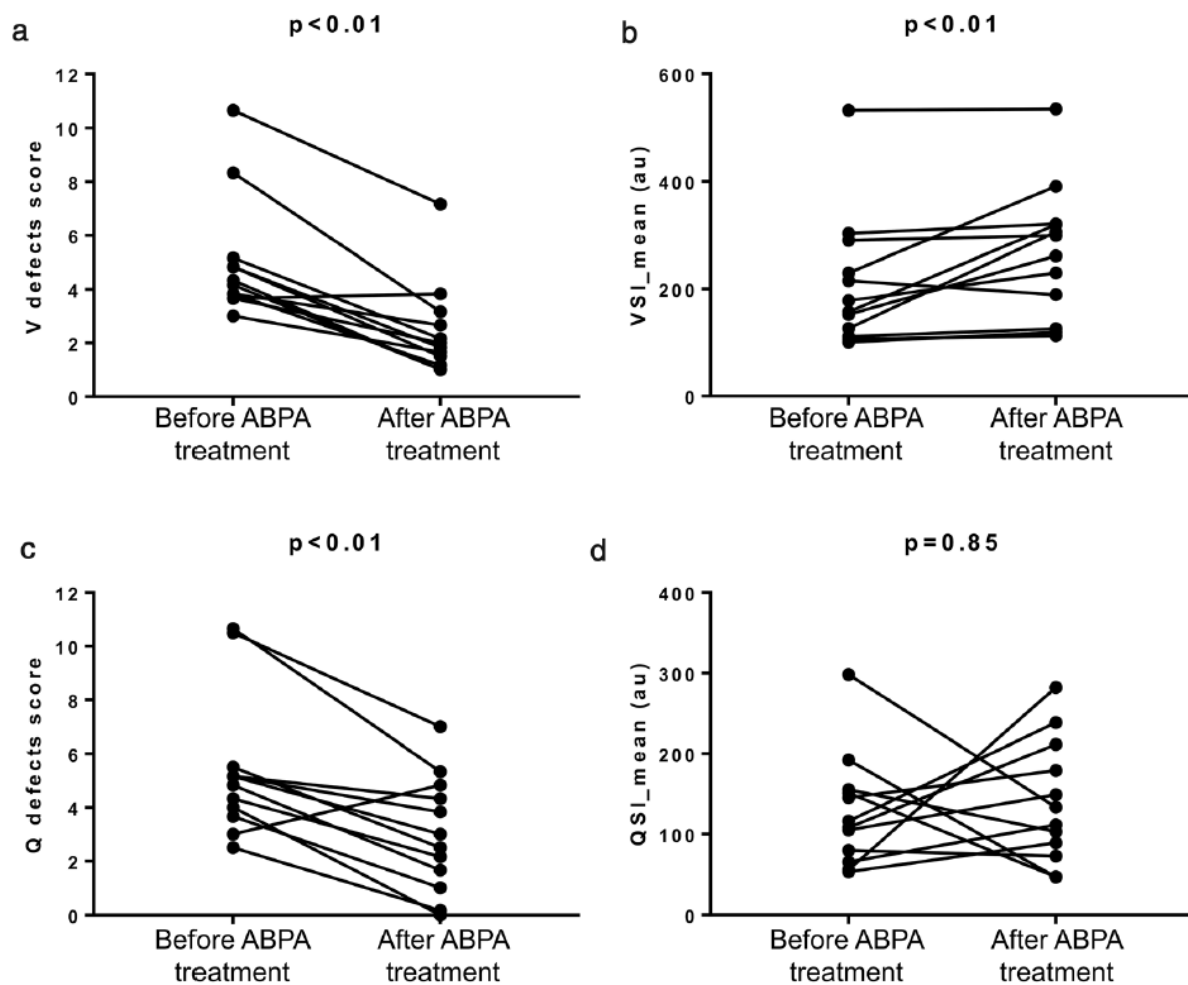 a
p<0.01
V defects score
12
10
8
6
4
2
0
Before ABPA
treatment
After ABPA
treatment
b
p<0.01
VSI_mean (au)
600
400
200
0
Before ABPA
treatment
After ABPA
treatment
c
p<0.01
Q defects score
12
10
8
6
4
2
0
Before ABPA
treatment
After ABPA
treatment
d
p=0.85
QSI_mean (au)
400
300
200
100
0
Before ABPA
treatment
After ABPA
treatment